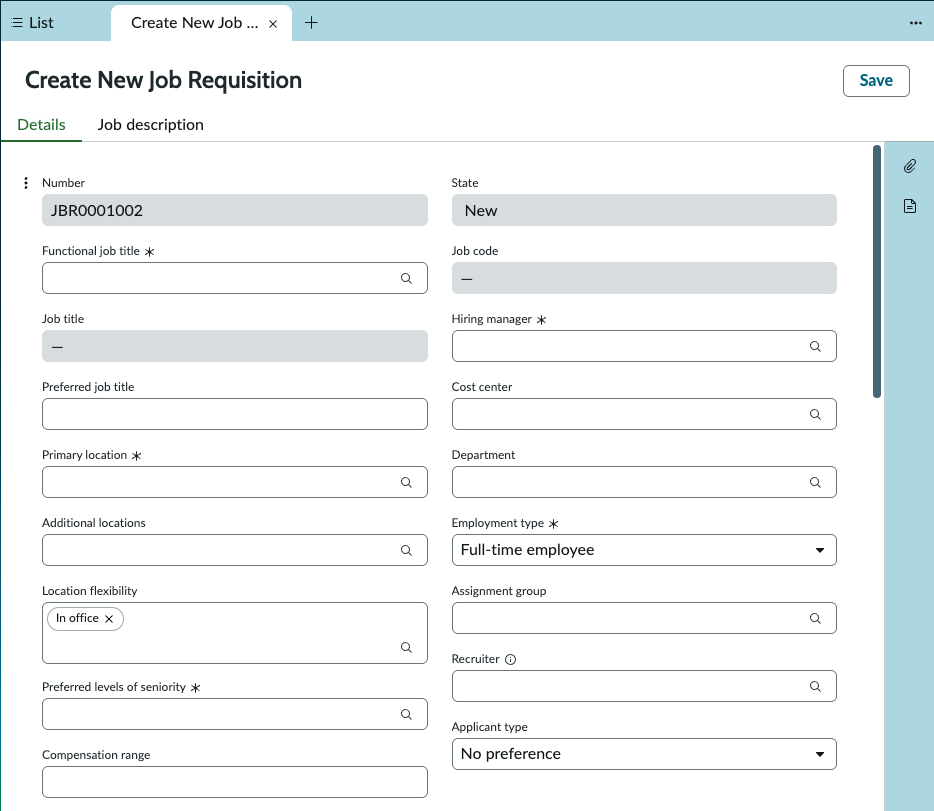 List
Create New Job ...
Create New Job Requisition
Save
Details
Job description
Number
JBR0001002
State
New
Functional job title *
Job code
—
Job title
—
Hiring manager *
Preferred job title
Cost center
Primary location *
Department
Additional locations
Employment type *
Full-time employee
Location flexibility
In office
Assignment group
Recruiter
Preferred levels of seniority *
Applicant type
No preference
Compensation range